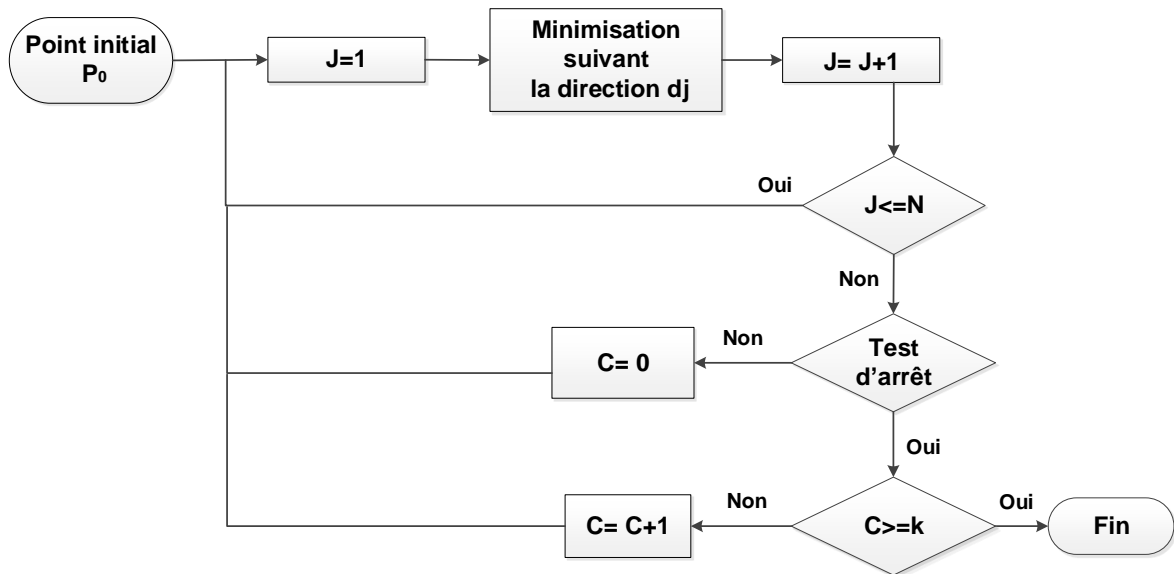 Point initial
P₀
J=1
Minimisation
suivant
la direction dj
J= J+1
Oui
J<=N
Non
C= 0
Non
Test
d'arrêt
Oui
C= C+1
Non
C>=k
Oui
Fin